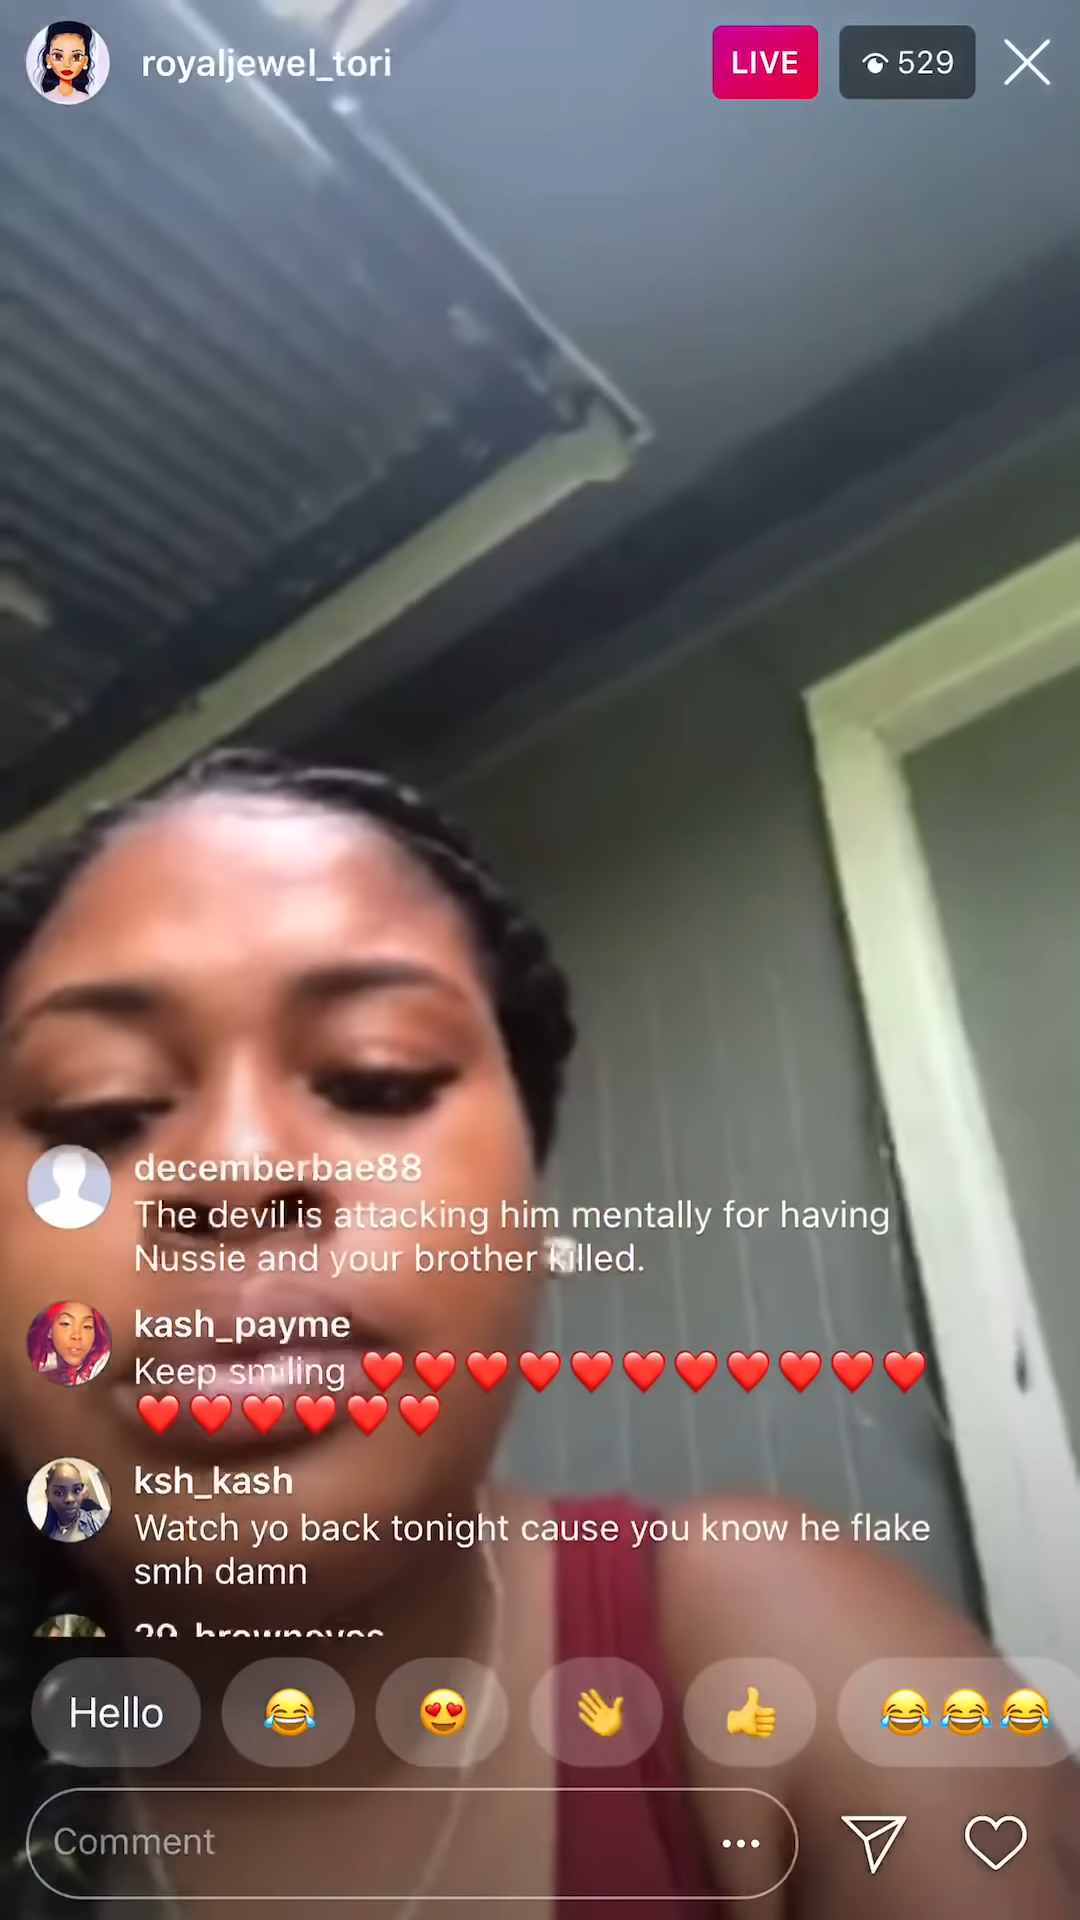 royaljewel_tori
LIVE
529
decemberbae88
The devil is attacking him mentally for having
Nussie and your brother killed.
kash_payme
Keep smiling ❤️❤️❤️❤️❤️❤️❤️❤️❤️❤️❤️
❤️❤️❤️❤️❤️❤️
ksh_kash
Watch yo back tonight cause you know he flake
smh damn
Hello 😂 😍 👋 👍 😂😂😂
Comment